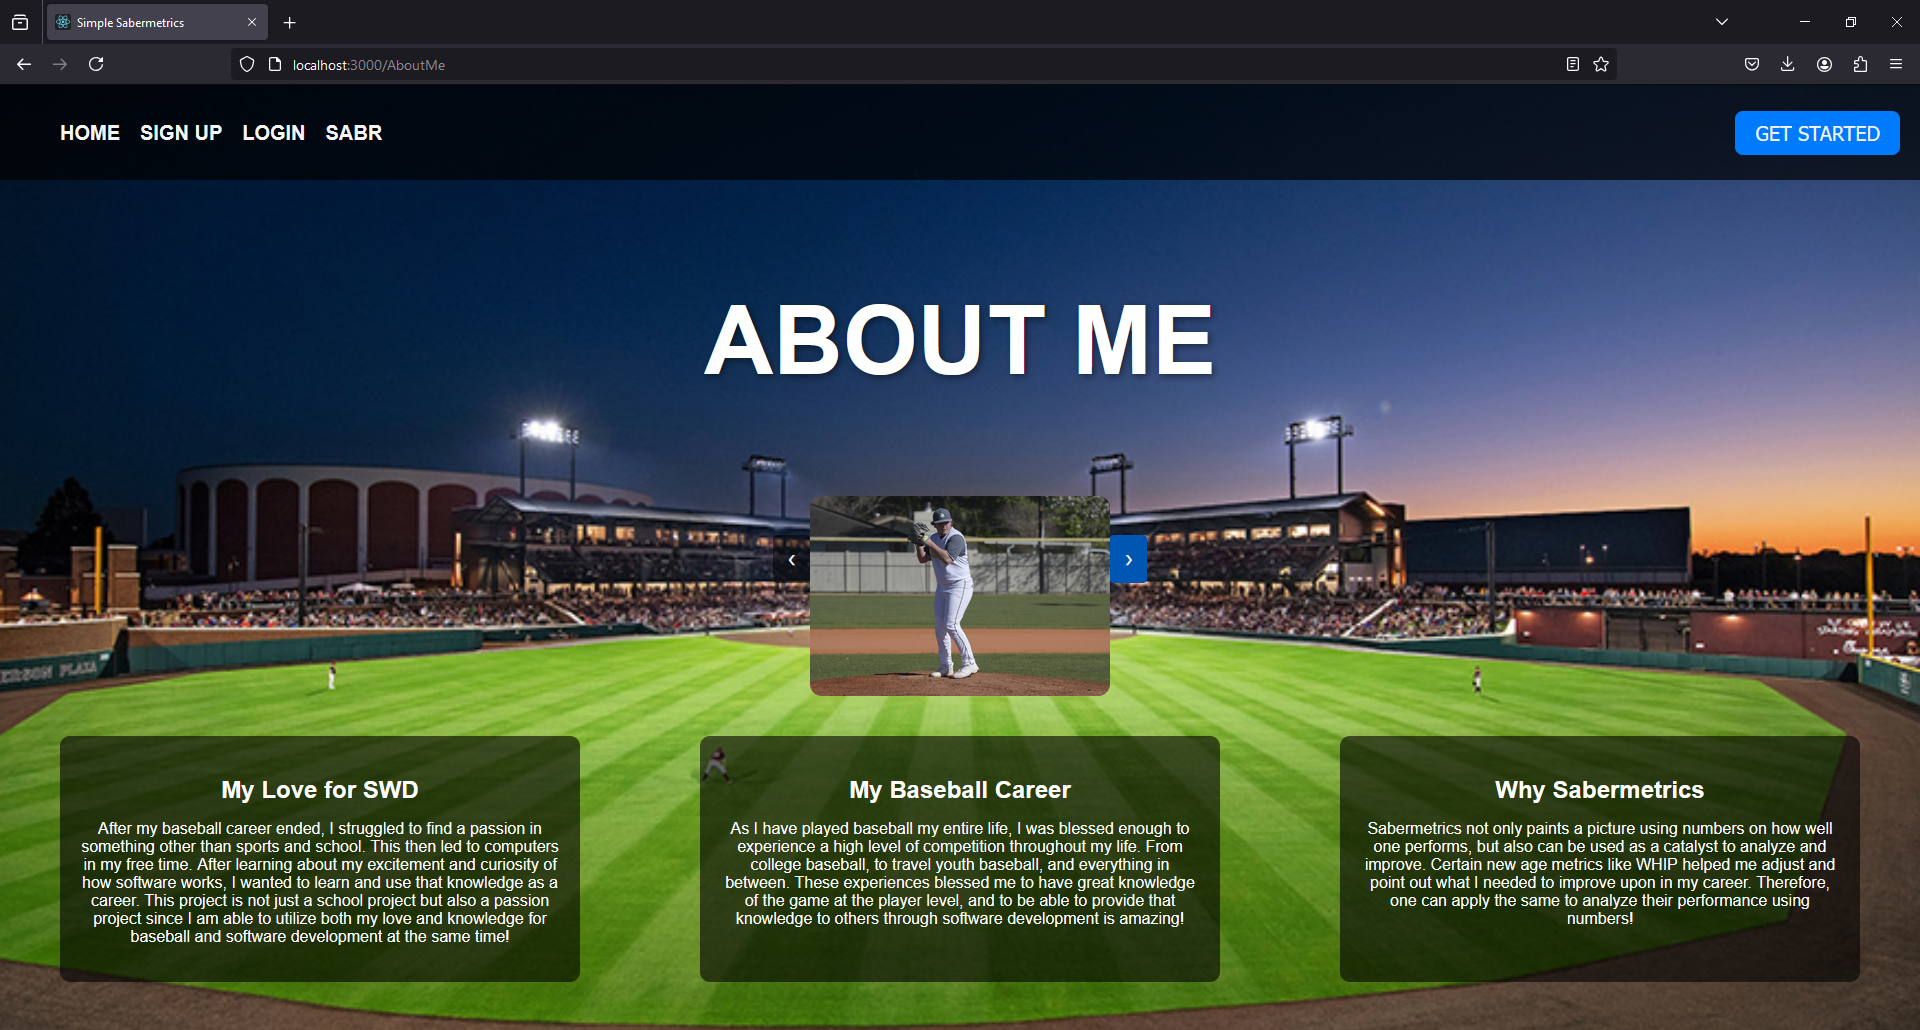 Simple Sabermetrics
localhost:3000/AboutMe
HOME SIGN UP LOGIN SABR
GET STARTED
ABOUT ME
‹
›
ERSON PLAZA
My Love for SWD
After my baseball career ended, I struggled to find a passion in
something other than sports and school. This then led to computers
in my free time. After learning about my excitement and curiosity of
how software works, I wanted to learn and use that knowledge as a
career. This project is not just a school project but also a passion
project since I am able to utilize both my love and knowledge for
baseball and software development at the same time!
My Baseball Career
As I have played baseball my entire life, I was blessed enough to
experience a high level of competition throughout my life. From
college baseball, to travel youth baseball, and everything in
between. These experiences blessed me to have great knowledge
of the game at the player level, and to be able to provide that
knowledge to others through software development is amazing!
Why Sabermetrics
Sabermetrics not only paints a picture using numbers on how well
one performs, but also can be used as a catalyst to analyze and
improve. Certain new age metrics like WHIP helped me adjust and
point out what I needed to improve upon in my career. Therefore,
one can apply the same to analyze their performance using
numbers!